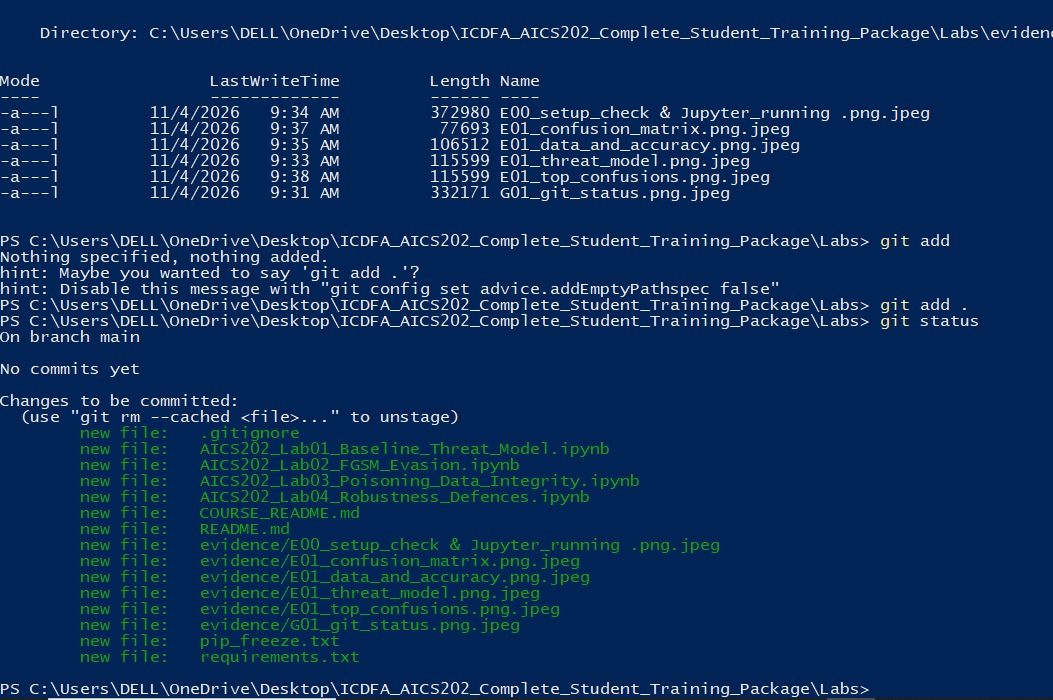 Directory: C:\Users\DELL\OneDrive\Desktop\ICDFA_AICS202_Complete_Student_Training_Package\Labs\evidenc
Mode LastWriteTime Length Name
---- ------------- ------ ----
-a---l 11/4/2026 9:34 AM 372980 E00_setup_check & Jupyter_running .png.jpeg
-a---l 11/4/2026 9:37 AM 77693 E01_confusion_matrix.png.jpeg
-a---l 11/4/2026 9:35 AM 106512 E01_data_and_accuracy.png.jpeg
-a---l 11/4/2026 9:33 AM 115599 E01_threat_model.png.jpeg
-a---l 11/4/2026 9:38 AM 115599 E01_top_confusions.png.jpeg
-a---l 11/4/2026 9:31 AM 332171 G01_git_status.png.jpeg
PS C:\Users\DELL\OneDrive\Desktop\ICDFA_AICS202_Complete_Student_Training_Package\Labs> git add
Nothing specified, nothing added.
hint: Maybe you wanted to say 'git add .'?
hint: Disable this message with "git config set advice.addEmptyPathspec false"
PS C:\Users\DELL\OneDrive\Desktop\ICDFA_AICS202_Complete_Student_Training_Package\Labs> git add .
PS C:\Users\DELL\OneDrive\Desktop\ICDFA_AICS202_Complete_Student_Training_Package\Labs> git status
On branch main
No commits yet
Changes to be committed:
(use "git rm --cached <file>..." to unstage)
new file: .gitignore
new file: AICS202_Lab01_Baseline_Threat_Model.ipynb
new file: AICS202_Lab02_FGSM_Evasion.ipynb
new file: AICS202_Lab03_Poisoning_Data_Integrity.ipynb
new file: AICS202_Lab04_Robustness_Defences.ipynb
new file: COURSE_README.md
new file: README.md
new file: evidence/E00_setup_check & Jupyter_running .png.jpeg
new file: evidence/E01_confusion_matrix.png.jpeg
new file: evidence/E01_data_and_accuracy.png.jpeg
new file: evidence/E01_threat_model.png.jpeg
new file: evidence/E01_top_confusions.png.jpeg
new file: evidence/G01_git_status.png.jpeg
new file: pip_freeze.txt
new file: requirements.txt
PS C:\Users\DELL\OneDrive\Desktop\ICDFA_AICS202_Complete_Student_Training_Package\Labs>